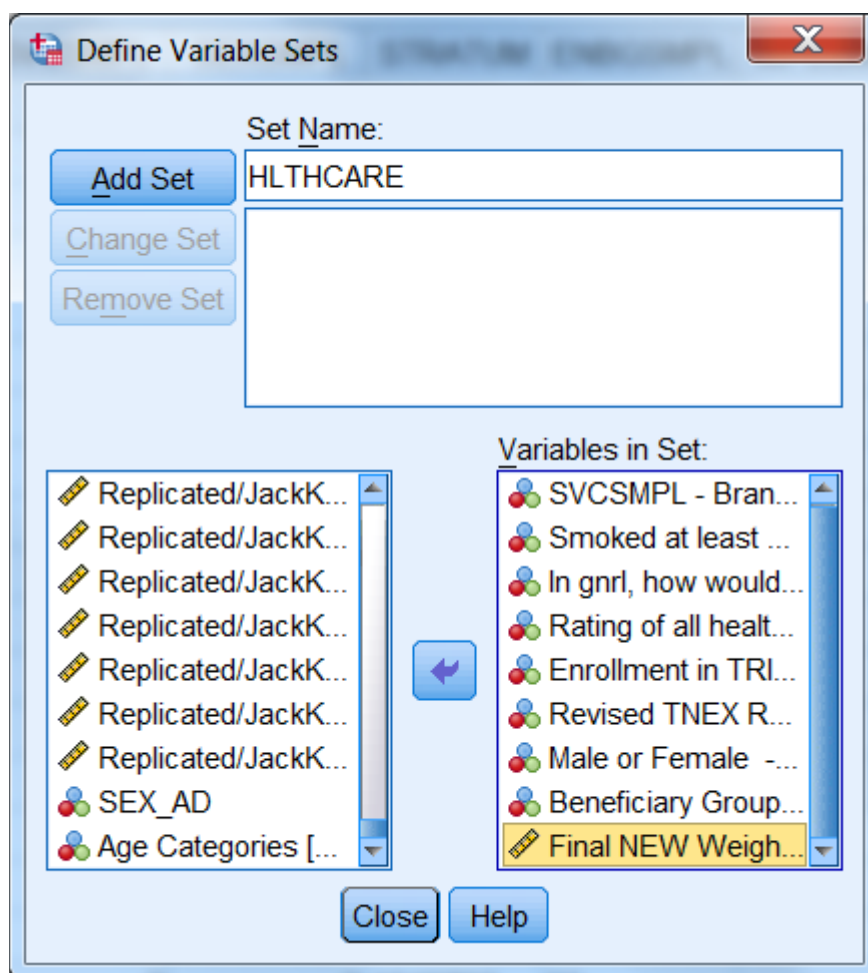 Define Variable Sets
Set Name:
Add Set
HLTHCARE
Change Set
Remove Set
Variables in Set:
Replicated/JackK...
Replicated/JackK...
Replicated/JackK...
Replicated/JackK...
Replicated/JackK...
Replicated/JackK...
Replicated/JackK...
SEX_AD
Age Categories [...
SVCSMPL - Bran...
Smoked at least ...
In gnrl, how would...
Rating of all healt...
Enrollment in TRI...
Revised TNEX R...
Male or Female -...
Beneficiary Group...
Final NEW Weigh...
Close
Help